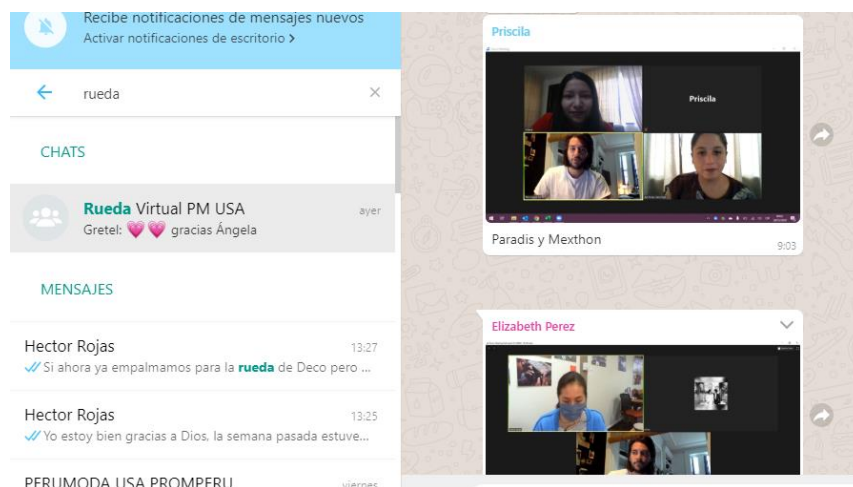 Recibe notificaciones de mensajes nuevos
Activar notificaciones de escritorio >
rueda
CHATS
Rueda Virtual PM USA
ayer
Gretel: 💗💗 gracias Ángela
MENSAJES
Hector Rojas
13:27
Si ahora ya empalmamos para la rueda de Deco pero ...
Hector Rojas
13:25
Yo estoy bien gracias a Dios, la semana pasada estuve...
PERUMODA USA PROMPERU
viernes
Priscila
Priscila
Paradis y Mexthon
9:03
Elizabeth Perez